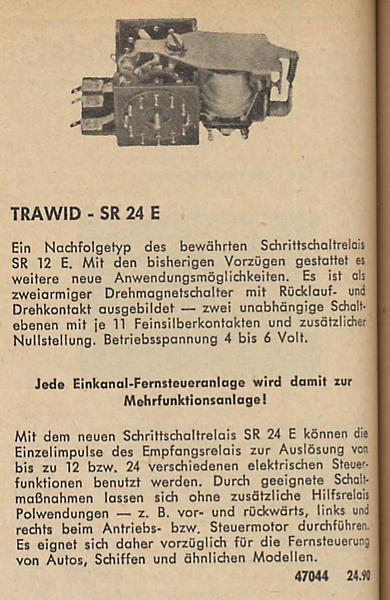 TRAWID - SR 24 E
Ein Nachfolgetyp des bewährten Schrittschaltrelais
SR 12 E. Mit den bisherigen Vorzügen gestattet es
weitere neue Anwendungsmöglichkeiten. Es ist als
zweiarmiger Drehmagnetschalter mit Rücklauf- und
Drehkontakt ausgebildet — zwei unabhängige Schalt-
ebenen mit je 11 Feinsilberkontakten und zusätzlicher
Nullstellung. Betriebsspannung 4 bis 6 Volt.
Jede Einkanal-Fernsteueranlage wird damit zur
Mehrfunktionsanlage!
Mit dem neuen Schrittschaltrelais SR 24 E können die
Einzelimpulse des Empfangsrelais zur Auslösung von
bis zu 12 bzw. 24 verschiedenen elektrischen Steuer-
funktionen benutzt werden. Durch geeignete Schalt-
maßnahmen lassen sich ohne zusätzliche Hilfsrelais
Polwendungen — z. B. vor- und rückwärts, links und
rechts beim Antriebs- bzw. Steuermotor durchführen.
Es eignet sich daher vorzüglich für die Fernsteuerung
von Autos, Schiffen und ähnlichen Modellen.
47044 24.90